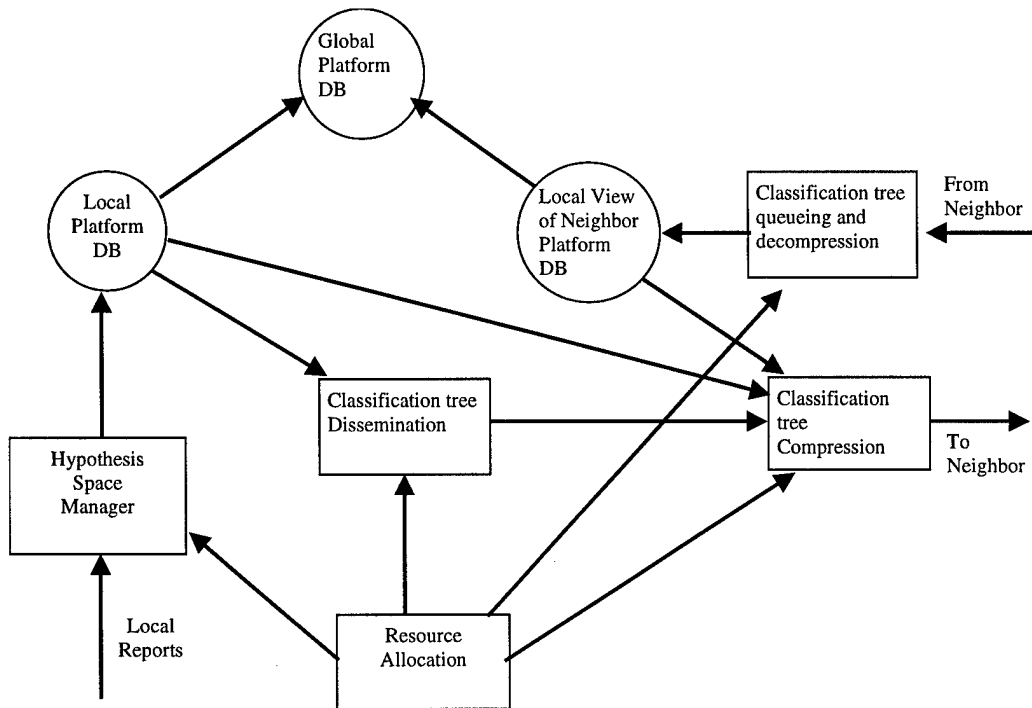 Global
Platform
DB
Local
Platform
DB
Local View
of Neighbor
Platform
DB
Classification tree
queueing and
decompression
From
Neighbor
Classification tree
Dissemination
Classification
tree
Compression
To
Neighbor
Hypothesis
Space
Manager
Local
Reports
Resource
Allocation